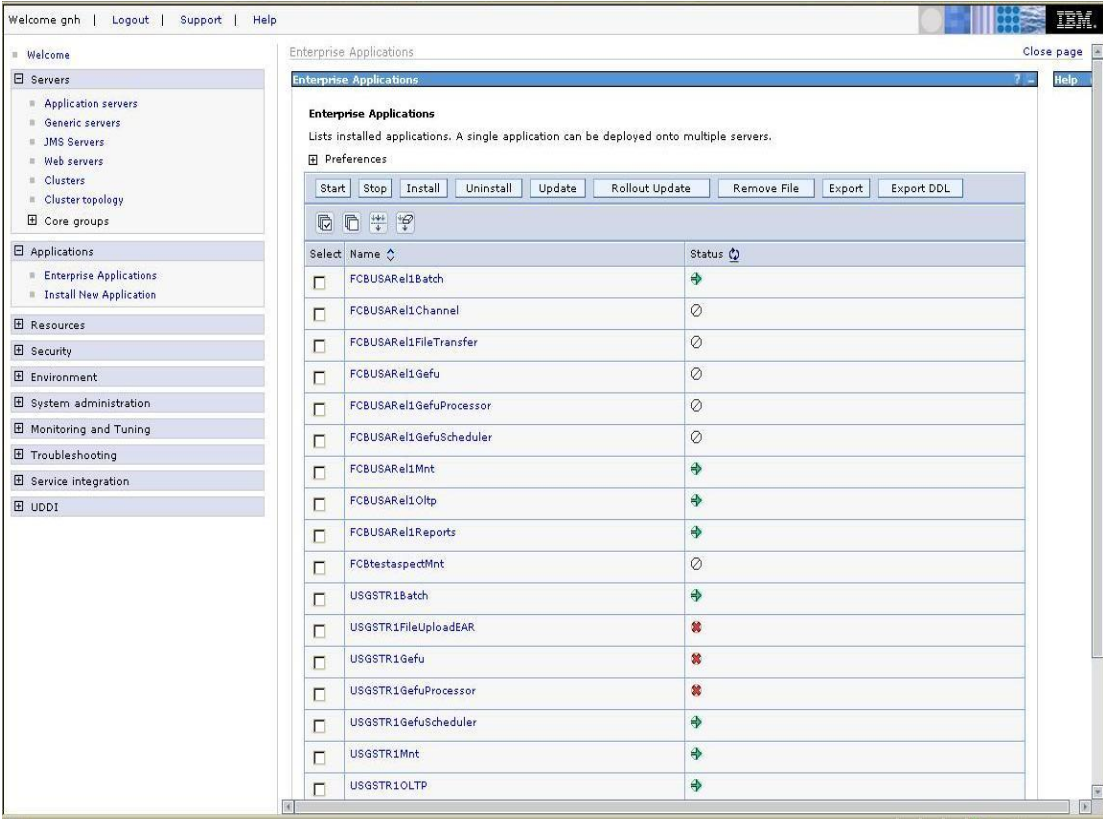 Welcome gnh | Logout | Support | Help
IBM.
Welcome
Servers
Application servers
Generic servers
JMS Servers
Web servers
Clusters
Cluster topology
Core groups
Applications
Enterprise Applications
Install New Application
Resources
Security
Environment
System administration
Monitoring and Tuning
Troubleshooting
Service integration
UDDI
Enterprise Applications
Close page
Enterprise Applications ? -
Help
Enterprise Applications
Lists installed applications. A single application can be deployed onto multiple servers.
Preferences
Start Stop Install Uninstall Update Rollout Update Remove File Export Export DDL
Select Name Status
FCBUSARel1Batch
FCBUSARel1Channel
FCBUSARel1FileTransfer
FCBUSARel1Gefu
FCBUSARel1GefuProcessor
FCBUSARel1GefuScheduler
FCBUSARel1Mnt
FCBUSARel1Oltp
FCBUSARel1Reports
FCBtestaspectMnt
USGSTR1Batch
USGSTR1FileUploadEAR
USGSTR1Gefu
USGSTR1GefuProcessor
USGSTR1GefuScheduler
USGSTR1Mnt
USGSTR1OLTP